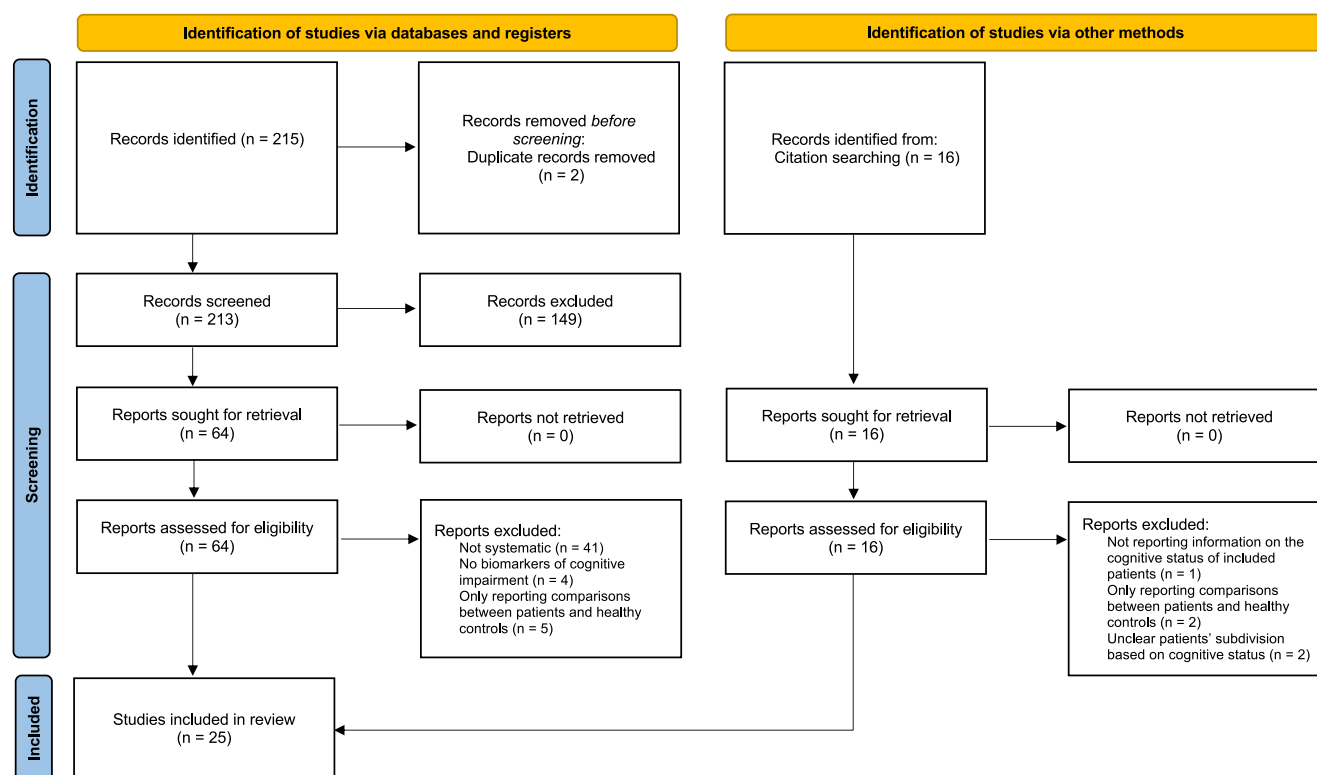 Identification of studies via databases and registers
Identification of studies via other methods
Identification
Records identified (n = 215)
Records removed before
screening:
Duplicate records removed
(n = 2)
Records identified from:
Citation searching (n = 16)
Screening
Records screened
(n = 213)
Records excluded
(n = 149)
Reports sought for retrieval
(n = 64)
Reports not retrieved
(n = 0)
Reports sought for retrieval
(n = 16)
Reports not retrieved
(n = 0)
Reports assessed for eligibility
(n = 64)
Reports excluded:
Not systematic (n = 41)
No biomarkers of cognitive
impairment (n = 4)
Only reporting comparisons
between patients and healthy
controls (n = 5)
Reports assessed for eligibility
(n = 16)
Reports excluded:
Not reporting information on the
cognitive status of included
patients (n = 1)
Only reporting comparisons
between patients and healthy
controls (n = 2)
Unclear patients’ subdivision
based on cognitive status (n = 2)
Included
Studies included in review
(n = 25)